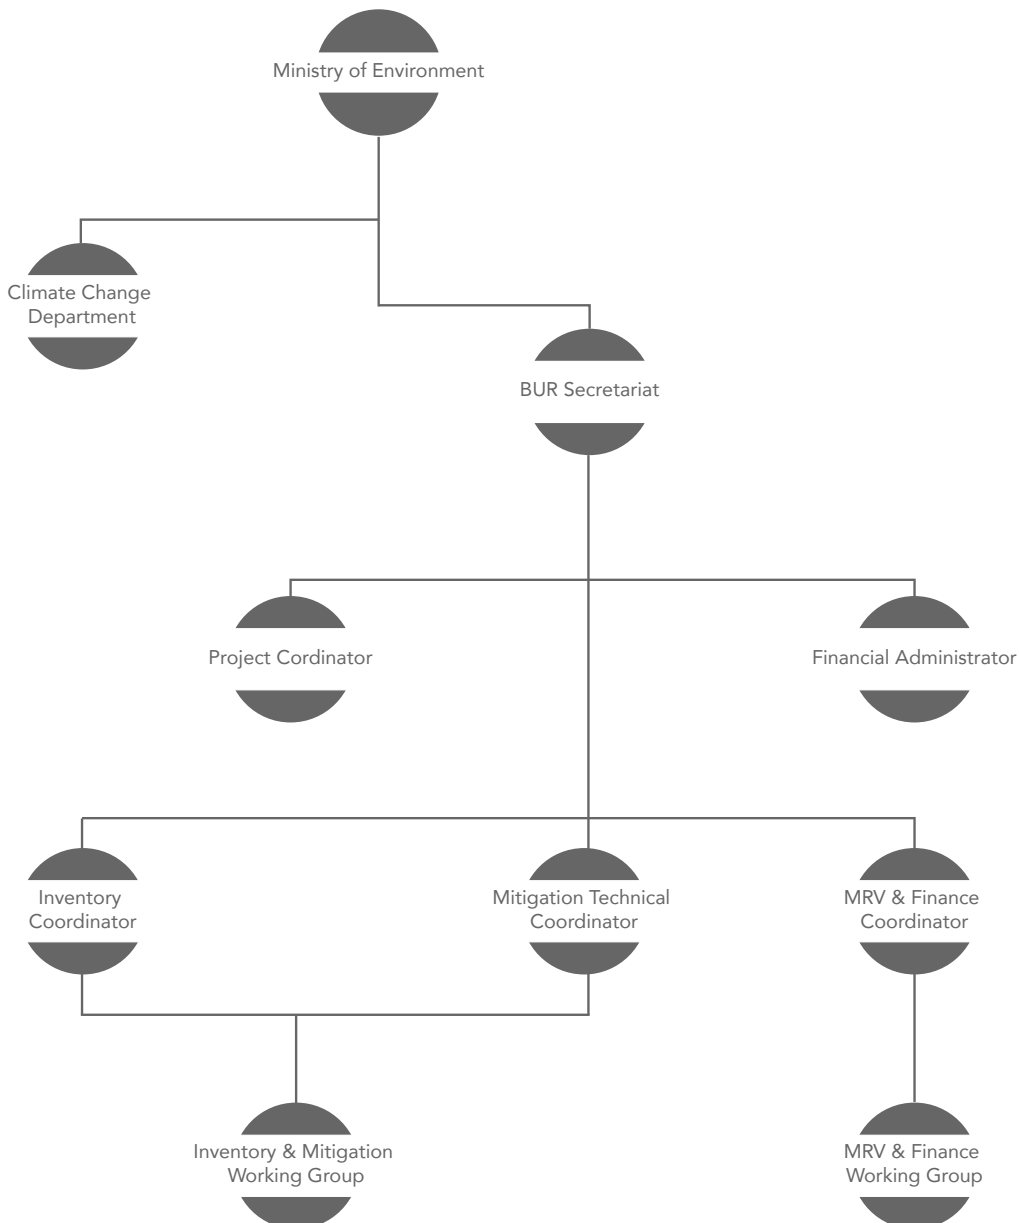 Ministry of Environment
Climate Change
Department
BUR Secretariat
Project Cordinator
Financial Administrator
Inventory
Coordinator
Mitigation Technical
Coordinator
MRV & Finance
Coordinator
Inventory & Mitigation
Working Group
MRV & Finance
Working Group